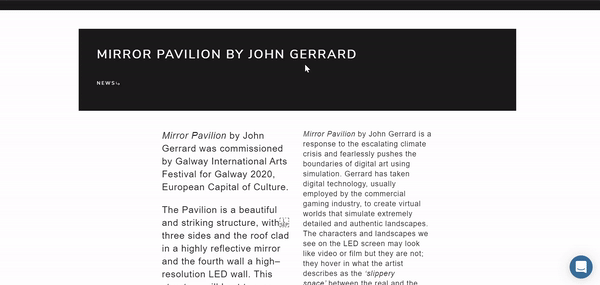 MIRROR PAVILION BY JOHN GERRARD
NEWS
Mirror Pavilion by John
Gerrard was commissioned
by Galway International Arts
Festival for Galway 2020,
European Capital of Culture.
The Pavilion is a beautiful
and striking structure, with
three sides and the roof clad
in a highly reflective mirror
and the fourth wall a high–
resolution LED wall. This
Mirror Pavilion by John Gerrard is a
response to the escalating climate
crisis and fearlessly pushes the
boundaries of digital art using
simulation. Gerrard has taken
digital technology, usually
employed by the commercial
gaming industry, to create virtual
worlds that simulate extremely
detailed and authentic landscapes.
The characters and landscapes we
see on the LED screen may look
like video or film but they are not;
they hover in what the artist
describes as the ‘slippery
space’ between the real and the